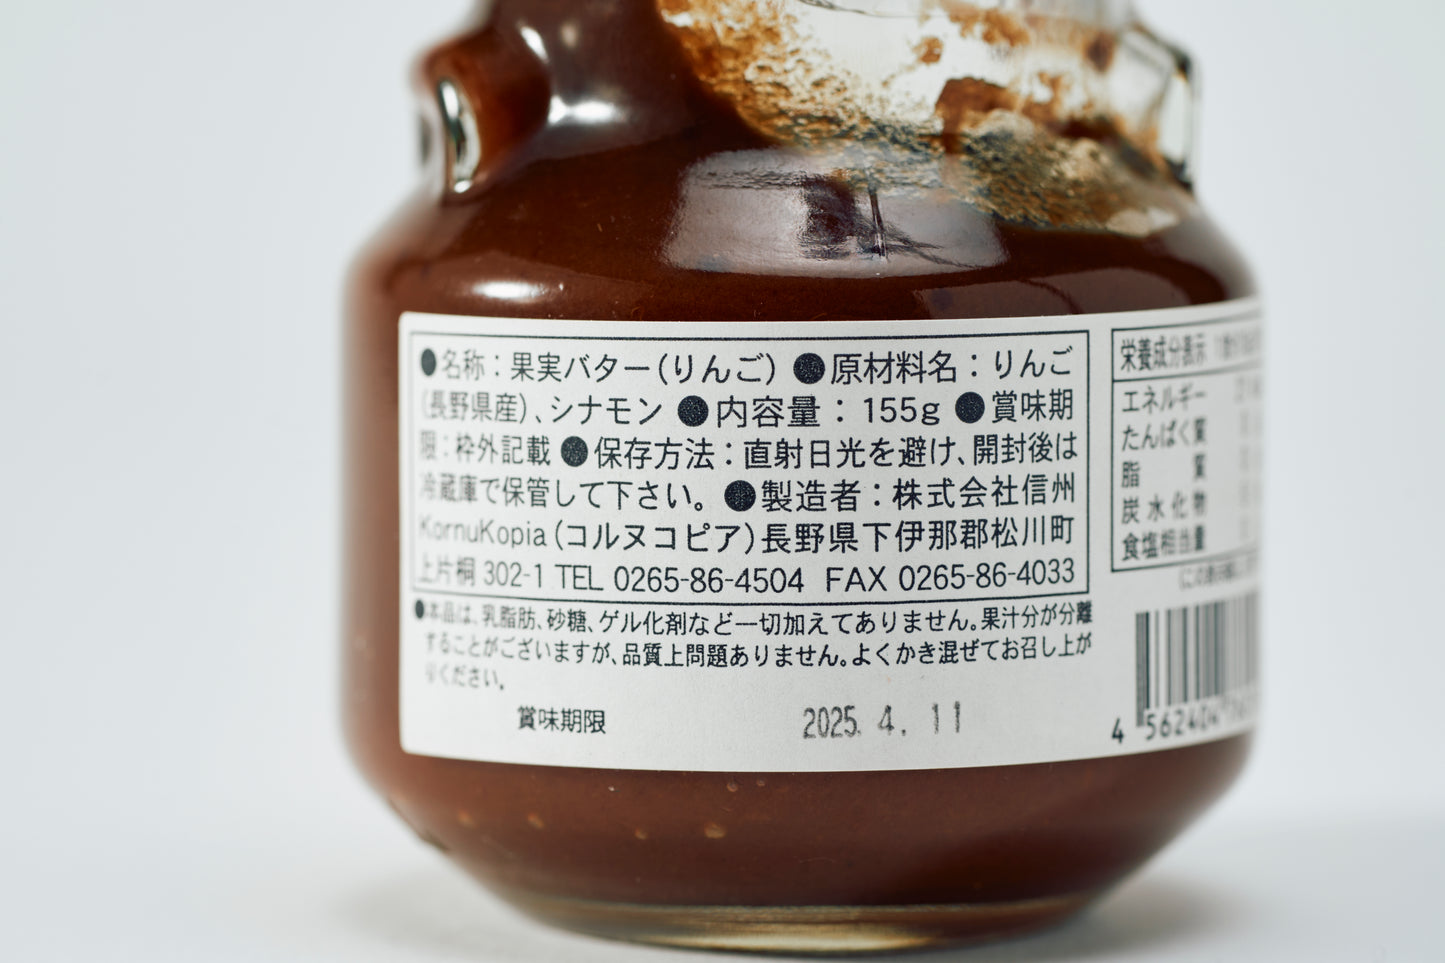 ●名称：果実バター（りんご）●原材料名：りんご
（長野県産）、シナモン ●内容量：155g ●賞味期
限：枠外記載 ●保存方法：直射日光を避け、開封後は
冷蔵庫で保管して下さい。 ●製造者：株式会社信州
KornuKopia（コルヌコピア）長野県下伊那郡松川町
上片桐 302-1 TEL 0265-86-4504 FAX 0265-86-4033
●本品は、乳脂肪、砂糖、ゲル化剤など一切加えてありません。果汁分が分離
することがございますが、品質上問題ありません。よくかき混ぜてお召し上が
りください。
賞味期限 2025. 4. 11
栄養成分表示
エネルギー
たんぱく質
脂質
炭水化物
食塩相当量
4 562404